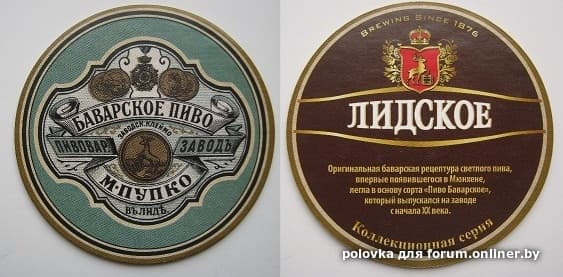 БАВАРСКОЕ ПИВО
ЗАВОДСК. КЛЕЙМО
ПИВОВАР. ЗАВОДЪ
М. ПУПКО
ВЪ ЛИДѢ.
BREWING SINCE 1876
ЛИДСКОЕ
Оригинальная баварская рецептура светлого пива,
впервые появившегося в Мюнхене,
легла в основу сорта «Пиво Баварское»,
который выпускался на заводе
с начала XX века.
Коллекционная серия
polovka для forum.onliner.by